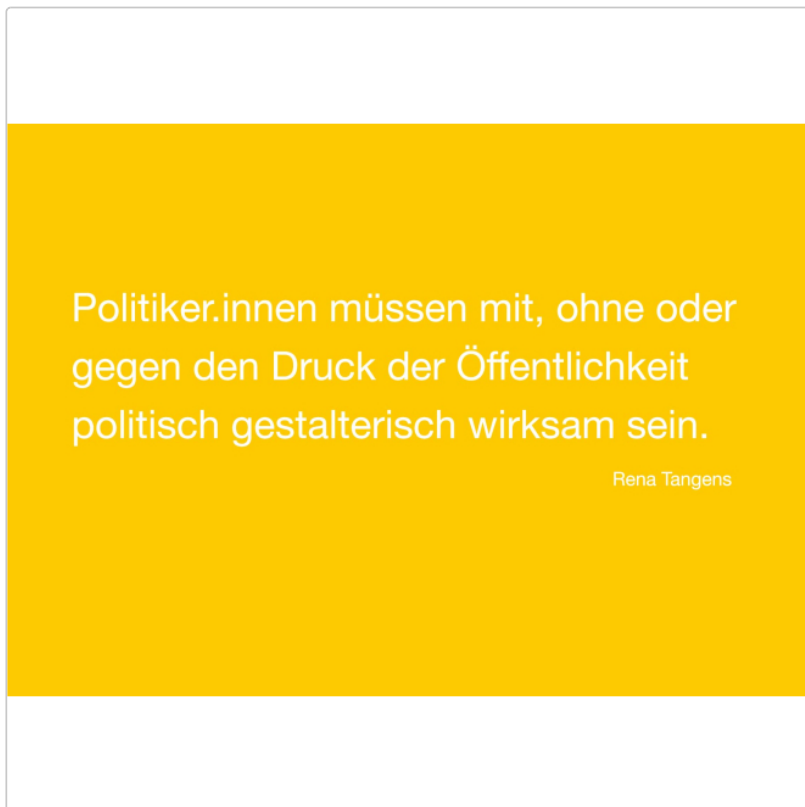 Politiker.innen müssen mit, ohne oder
gegen den Druck der Öffentlichkeit
politisch gestalterisch wirksam sein.
Rena Tangens